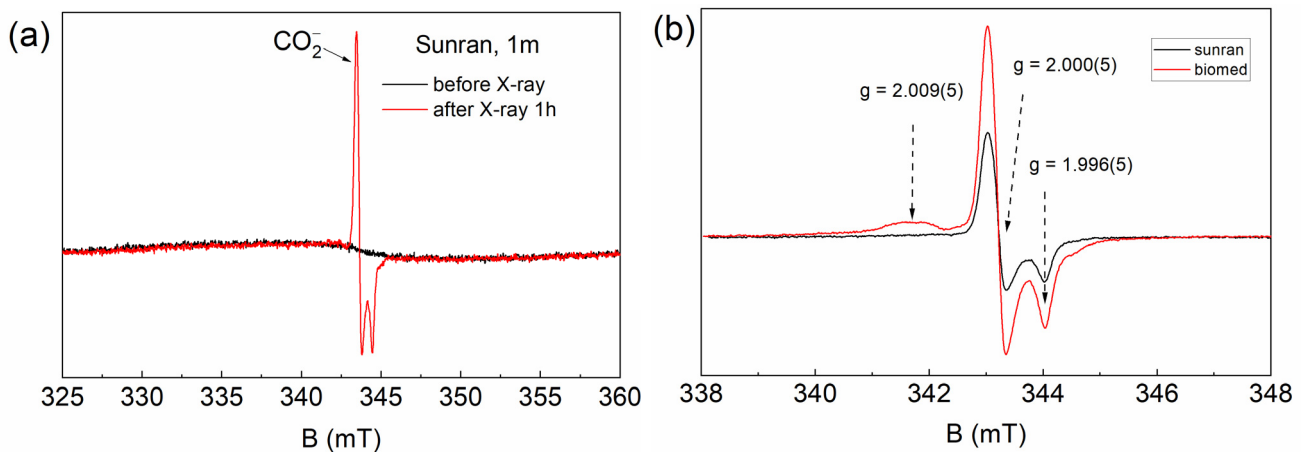 (a)
CO₂⁻
Sunran, 1m
before X-ray
after X-ray 1h
325 330 335 340 345 350 355 360
B (mT)
(b)
sunran
biomed
g = 2.009(5)
g = 2.000(5)
g = 1.996(5)
338 340 342 344 346 348
B (mT)